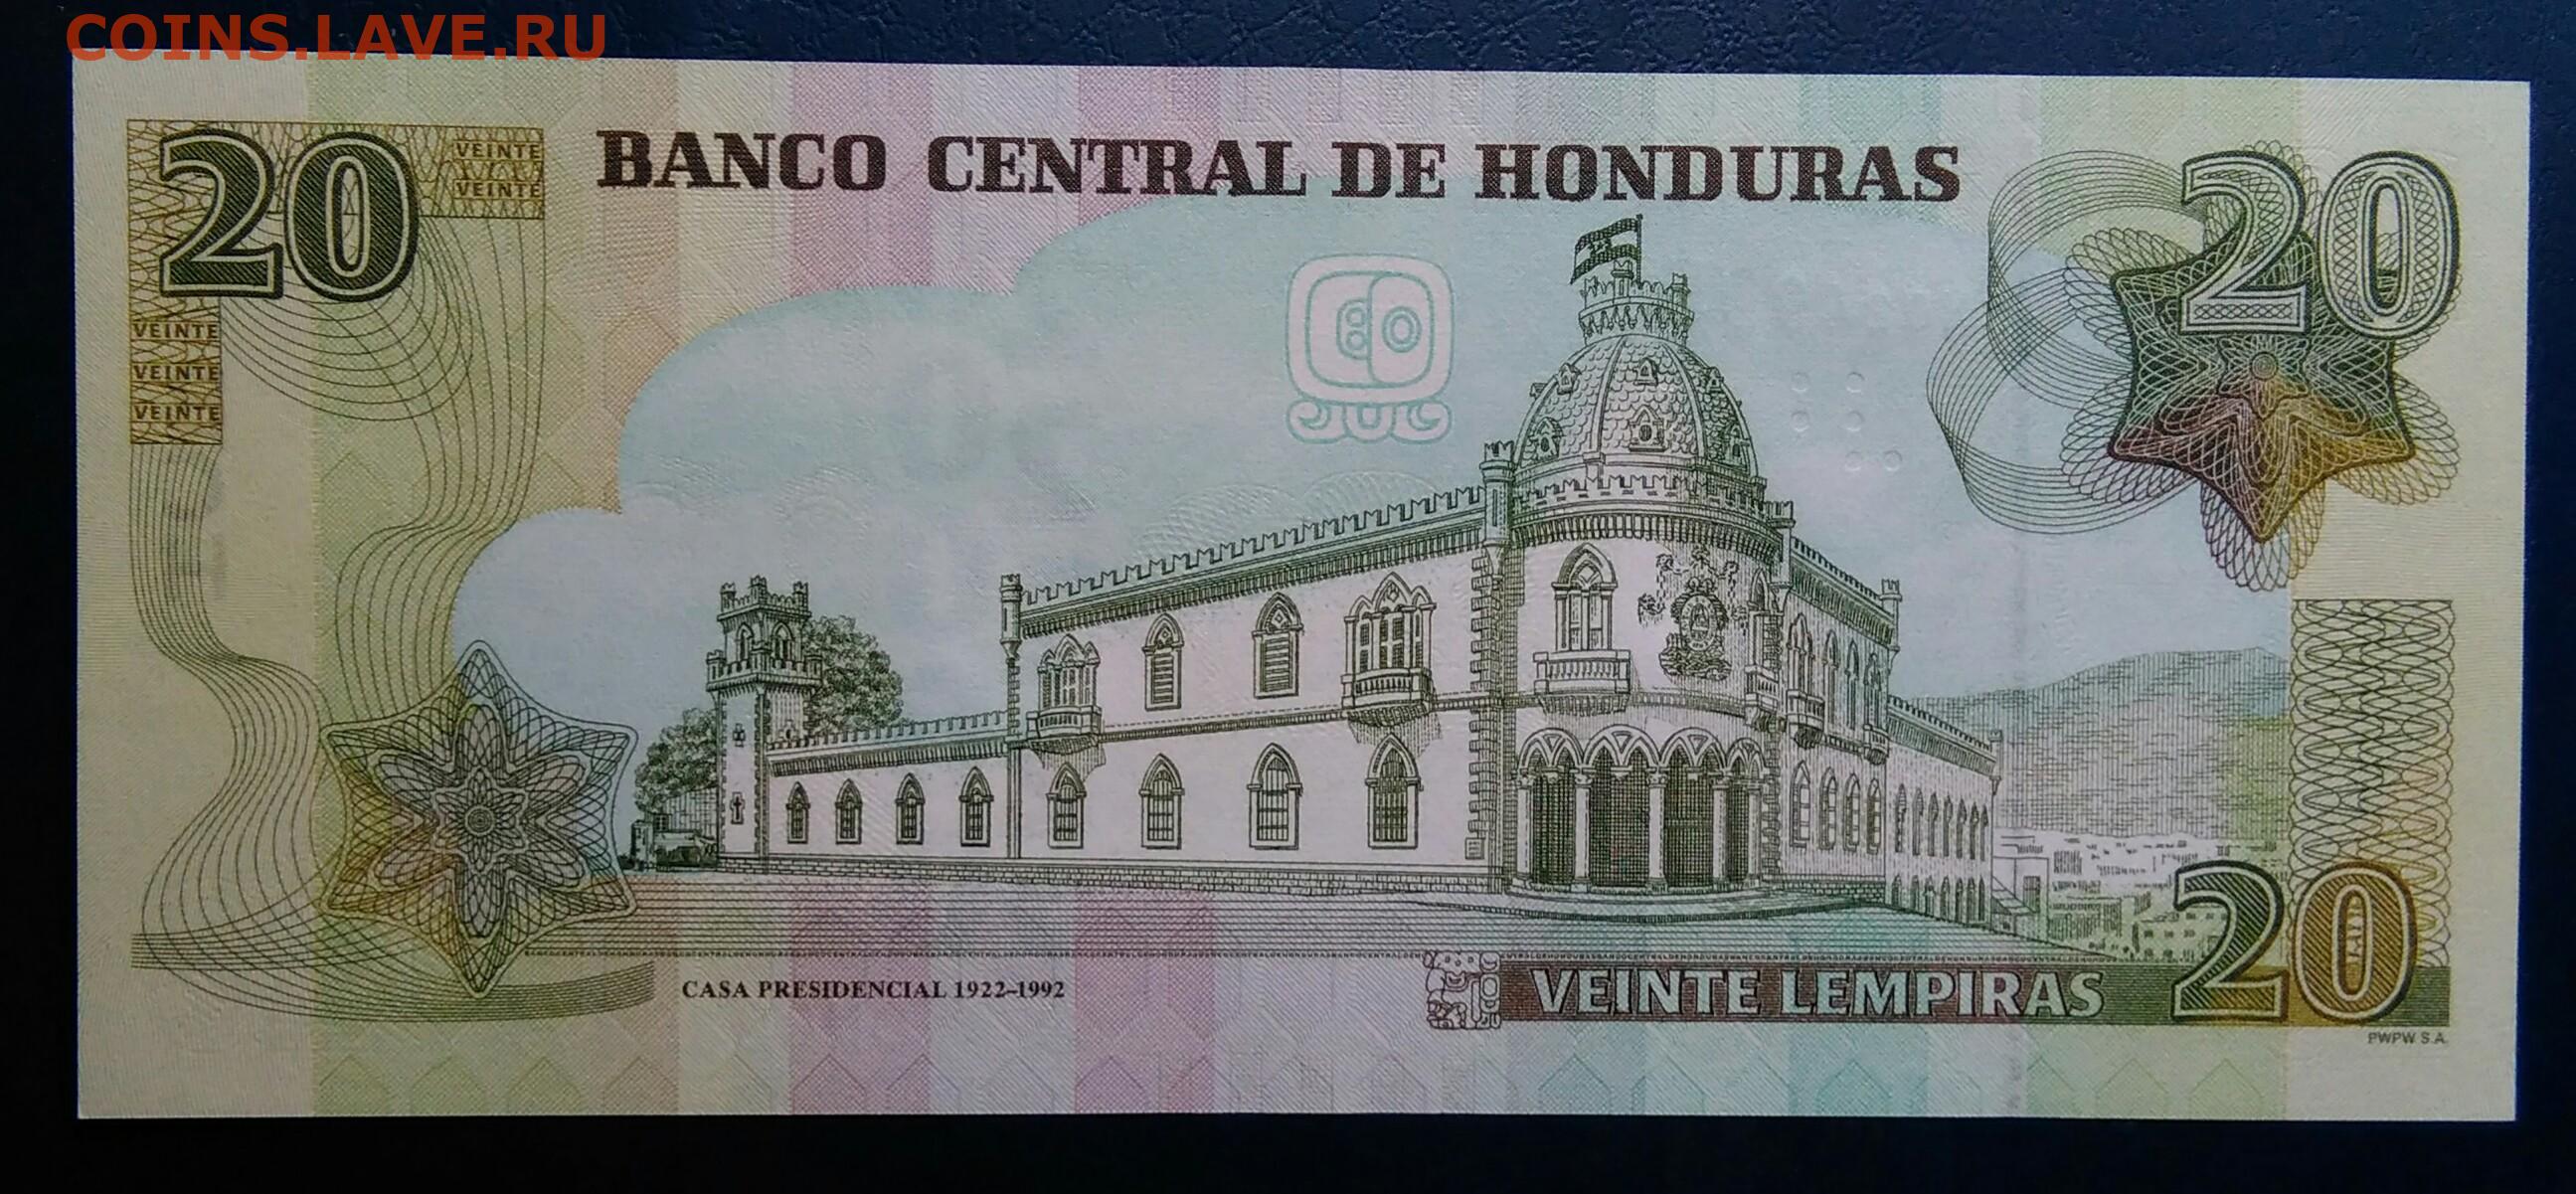 COINS.LAVE.RU
20
VEINTE
VEINTE
BANCO CENTRAL DE HONDURAS
20
VEINTE
VEINTE
VEINTE
CASA PRESIDENCIAL 1922-1992
VEINTE LEMPIRAS
20
PWPW S.A.